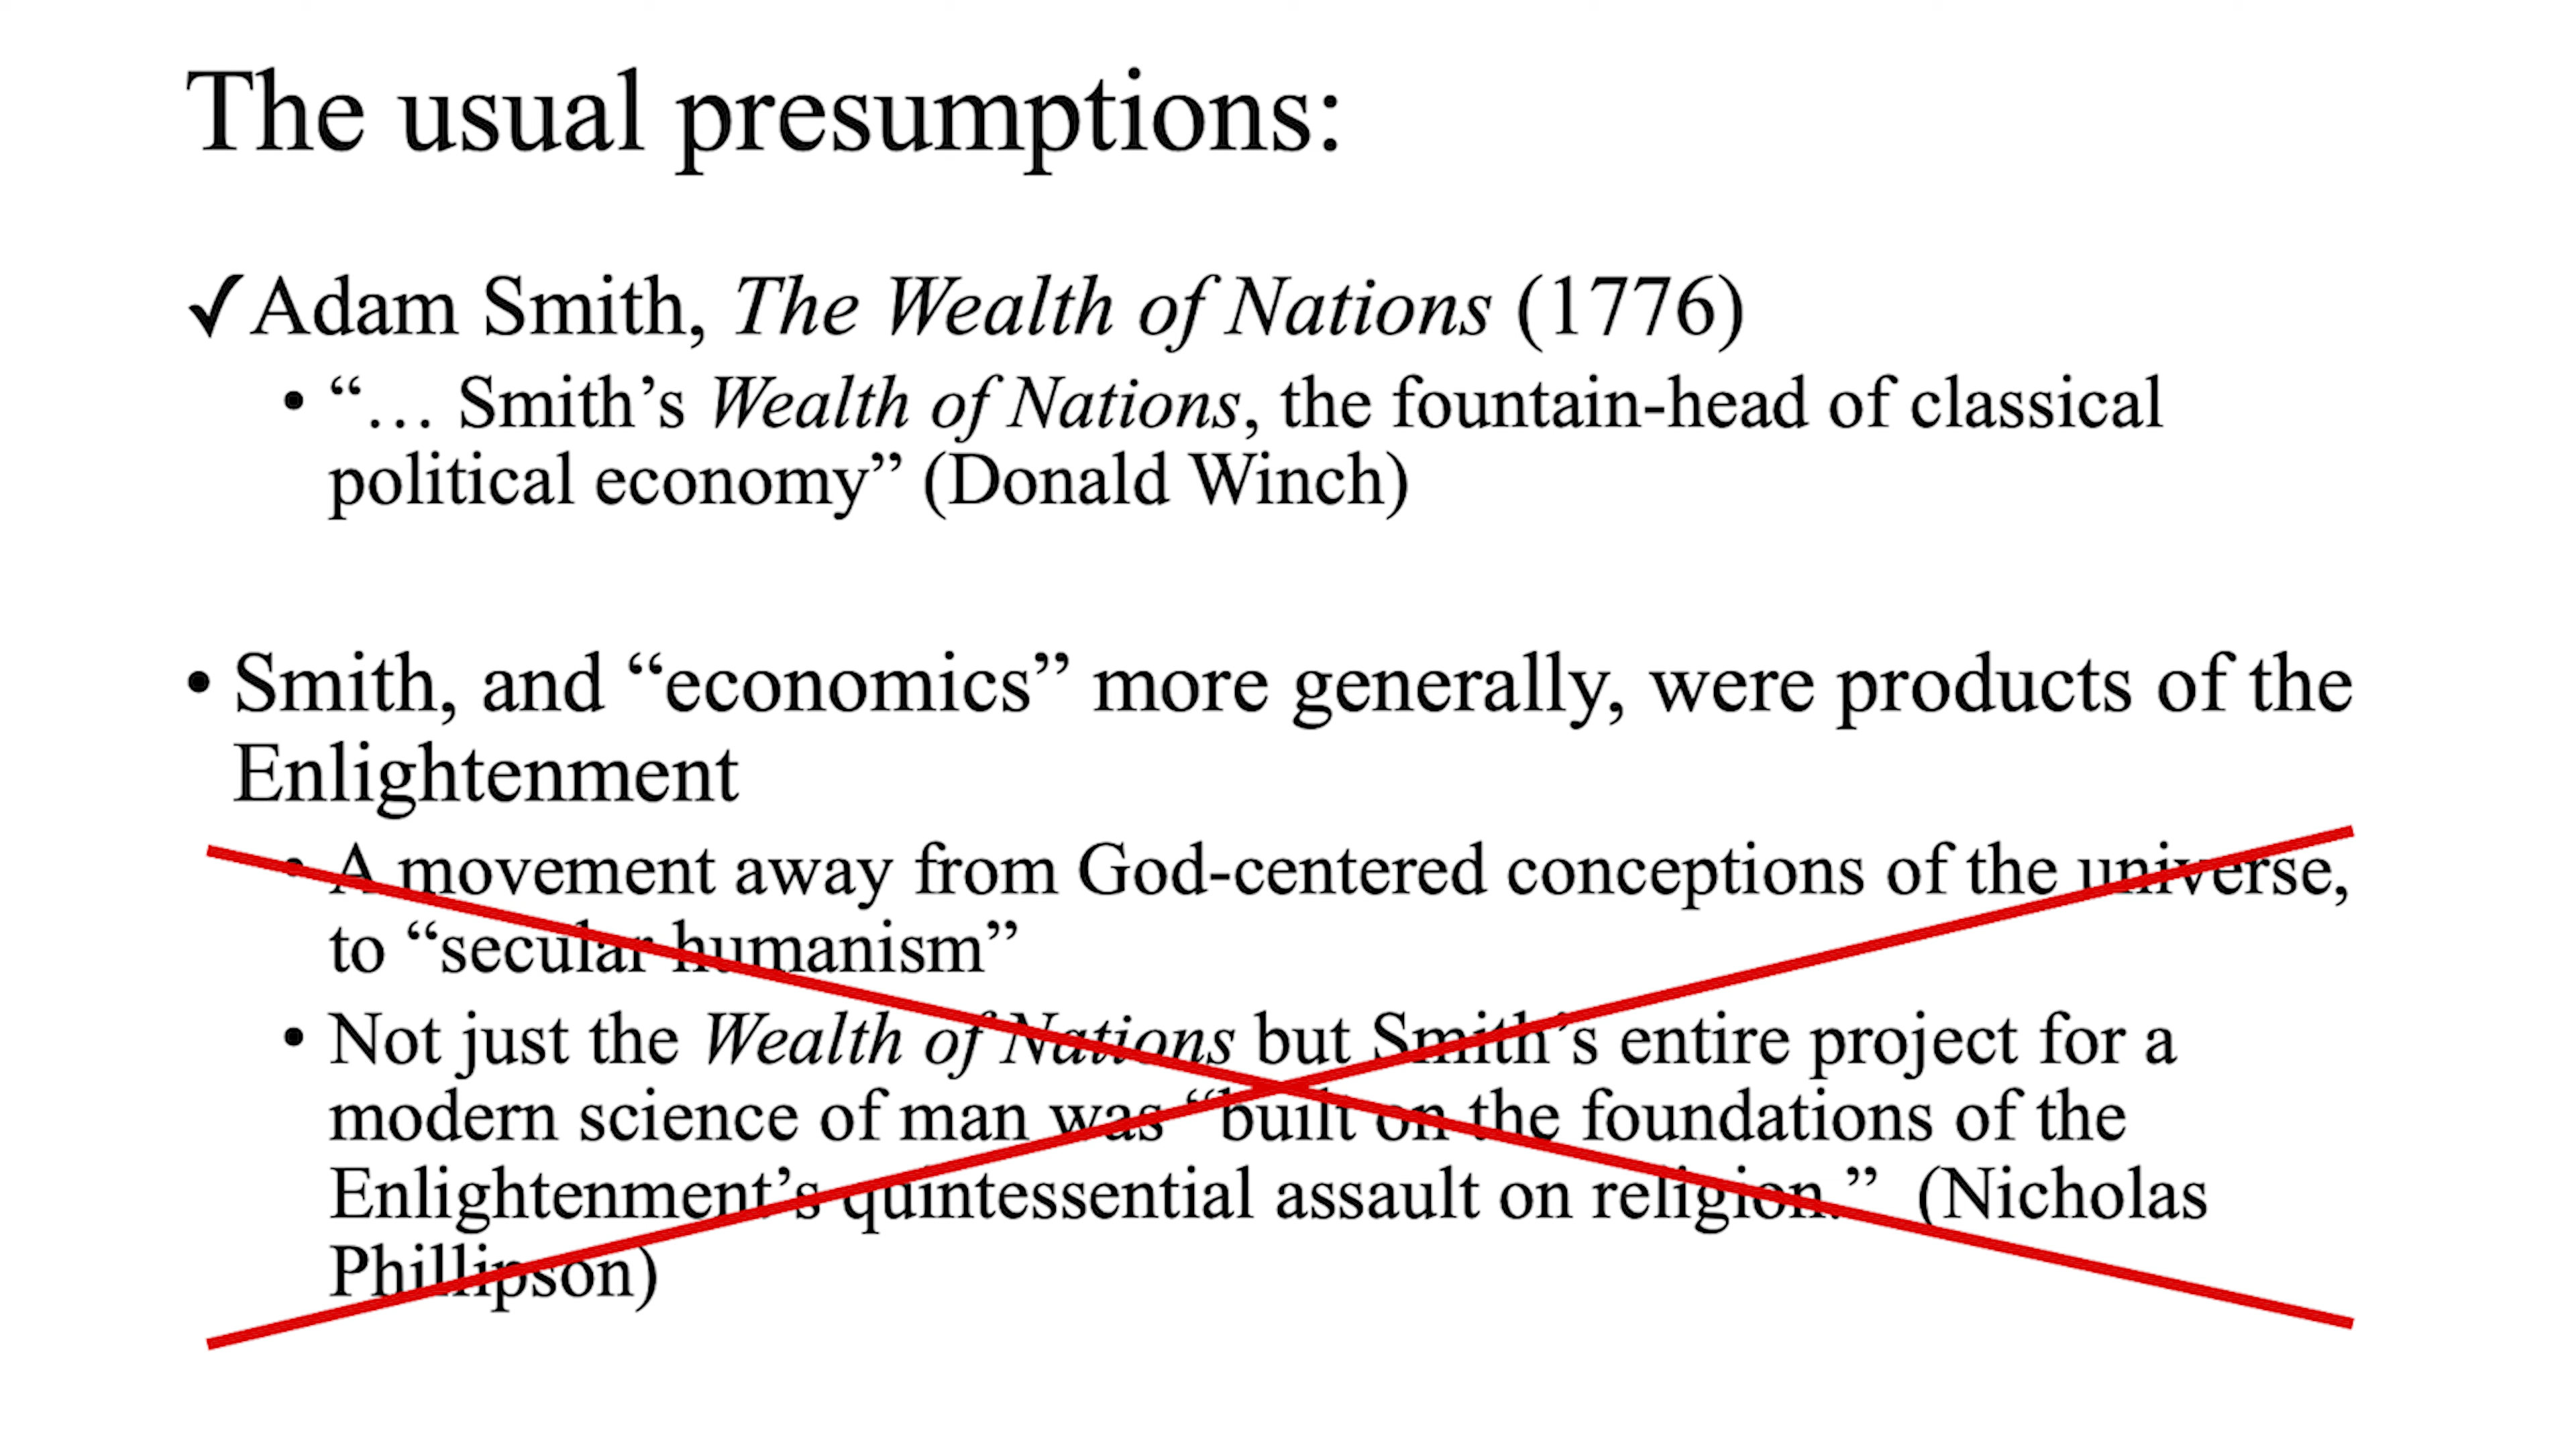 The usual presumptions:
✓Adam Smith, The Wealth of Nations (1776)
• “… Smith’s Wealth of Nations, the fountain-head of classical
political economy” (Donald Winch)
• Smith, and “economics” more generally, were products of the
Enlightenment
• A movement away from God-centered conceptions of the universe,
to “secular humanism”
• Not just the Wealth of Nations but Smith’s entire project for a
modern science of man was “built on the foundations of the
Enlightenment’s quintessential assault on religion.” (Nicholas
Phillipson)